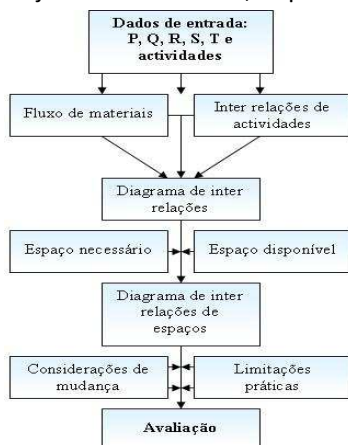 Dados de entrada:
P, Q, R, S, T e
actividades
Fluxo de materiais
Inter relações de
actividades
Diagrama de inter
relações
Espaço necessário
Espaço disponível
Diagrama de inter
relações de
espaços
Considerações de
mudança
Limitações
práticas
Avaliação